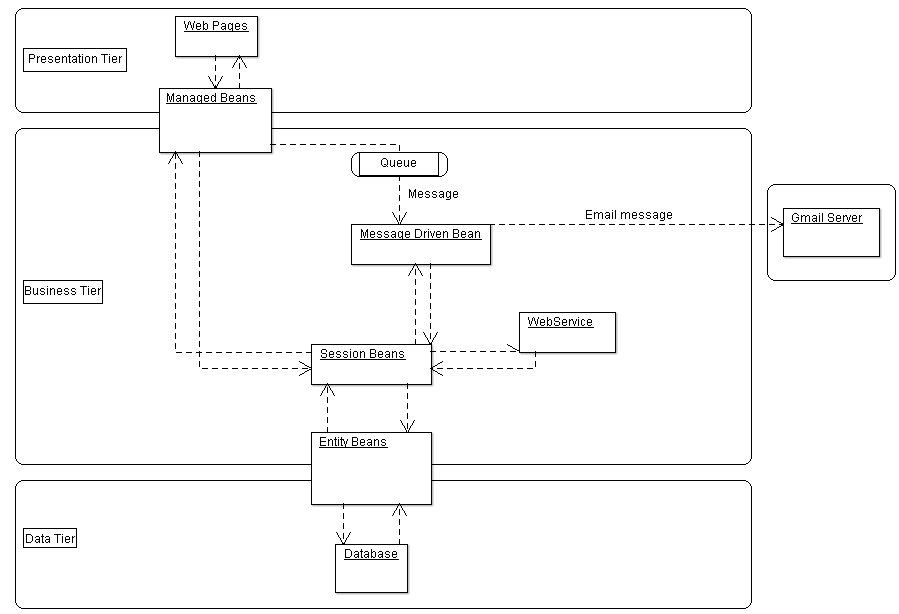 Web Pages
Presentation Tier
Managed Beans
Queue
Message
Email message
Gmail Server
Message Driven Bean
Business Tier
WebService
Session Beans
Entity Beans
Data Tier
Database